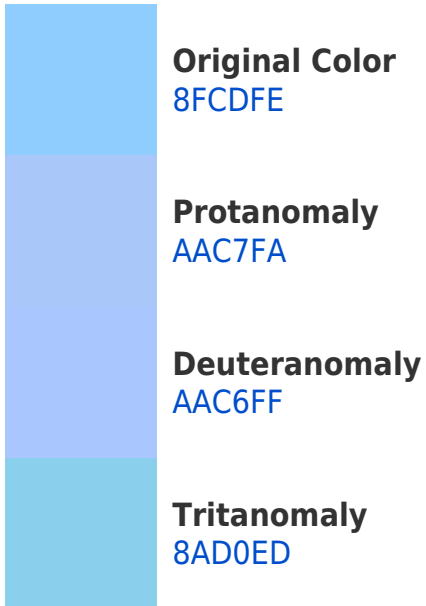 Original Color
8FCDFE
Protanomaly
AAC7FA
Deuteranomaly
AAC6FF
Tritanomaly
8AD0ED